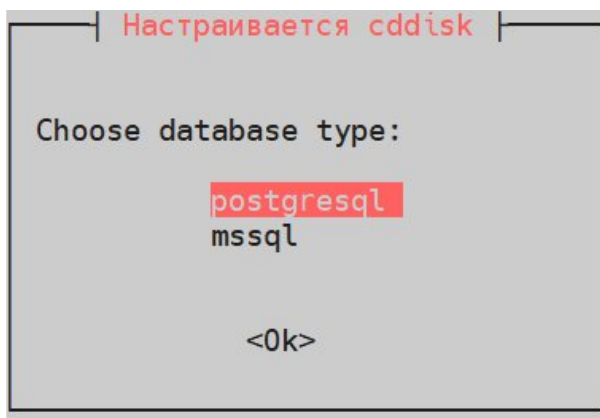 Настраивается cddisk
Choose database type:
postgresql
mssql
<Ok>